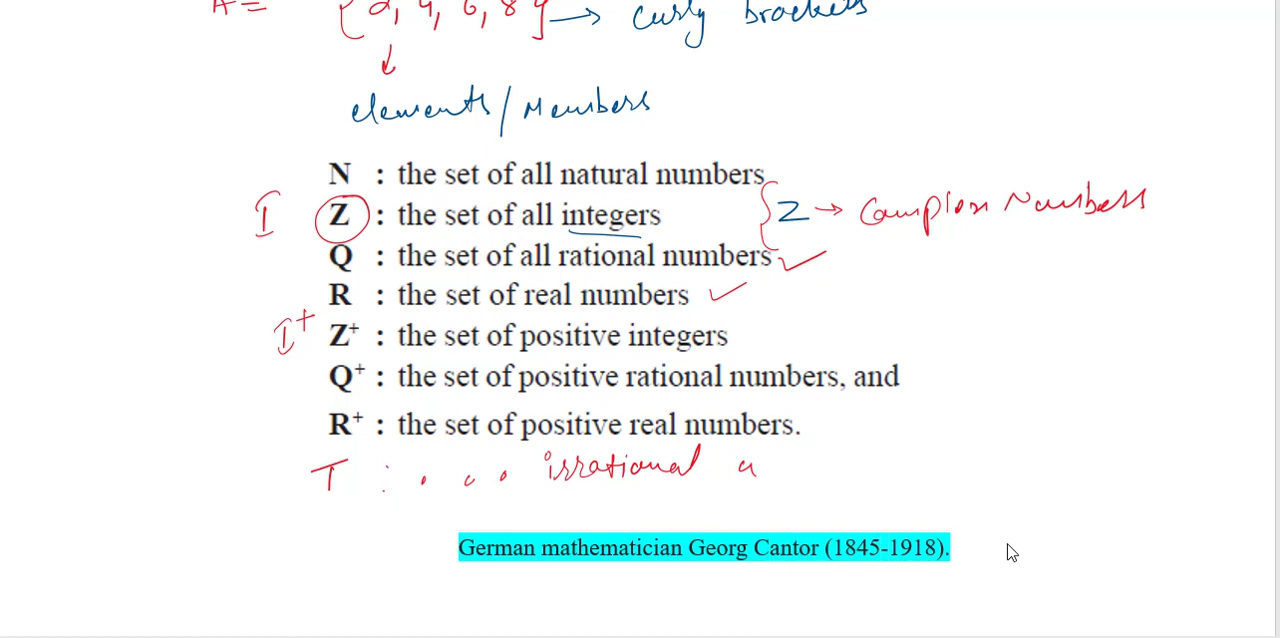 A = {2, 4, 6, 8} → curly brackets
elements / Members
N : the set of all natural numbers
I Z : the set of all integers { Z → Complex Numbers
Q : the set of all rational numbers
R : the set of real numbers
I+ Z+ : the set of positive integers
Q+ : the set of positive rational numbers, and
R+ : the set of positive real numbers.
T : . . . irrational "
German mathematician Georg Cantor (1845-1918).